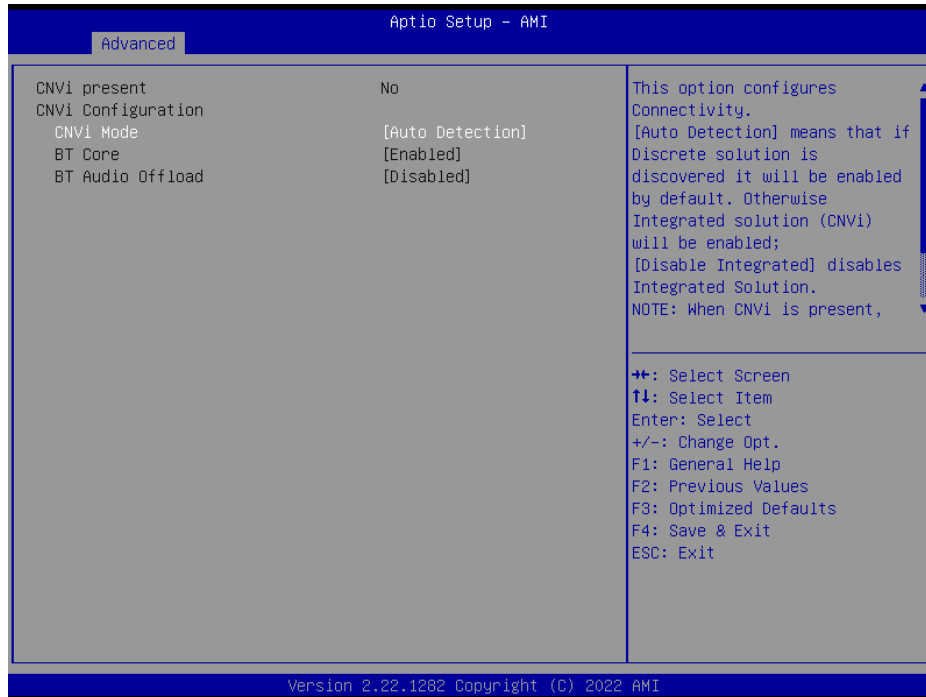 Aptio Setup - AMI
Advanced
CNVi present No
CNVi Configuration
CNVi Mode [Auto Detection]
BT Core [Enabled]
BT Audio Offload [Disabled]
This option configures
Connectivity.
[Auto Detection] means that if
Discrete solution is
discovered it will be enabled
by default. Otherwise
Integrated solution (CNVi)
will be enabled;
[Disable Integrated] disables
Integrated Solution.
NOTE: When CNVi is present,
→←: Select Screen
↑↓: Select Item
Enter: Select
+/-: Change Opt.
F1: General Help
F2: Previous Values
F3: Optimized Defaults
F4: Save & Exit
ESC: Exit
Version 2.22.1282 Copyright (C) 2022 AMI